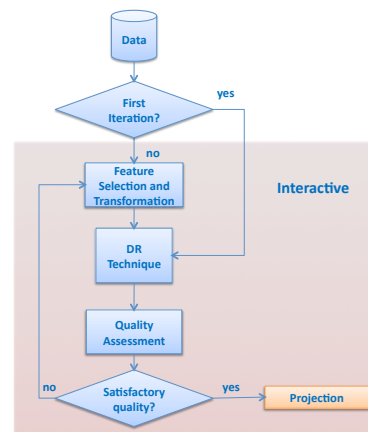 Data
First
Iteration?
yes
no
Feature
Selection and
Transformation
Interactive
DR
Technique
Quality
Assessment
no
Satisfactory
quality?
yes
Projection